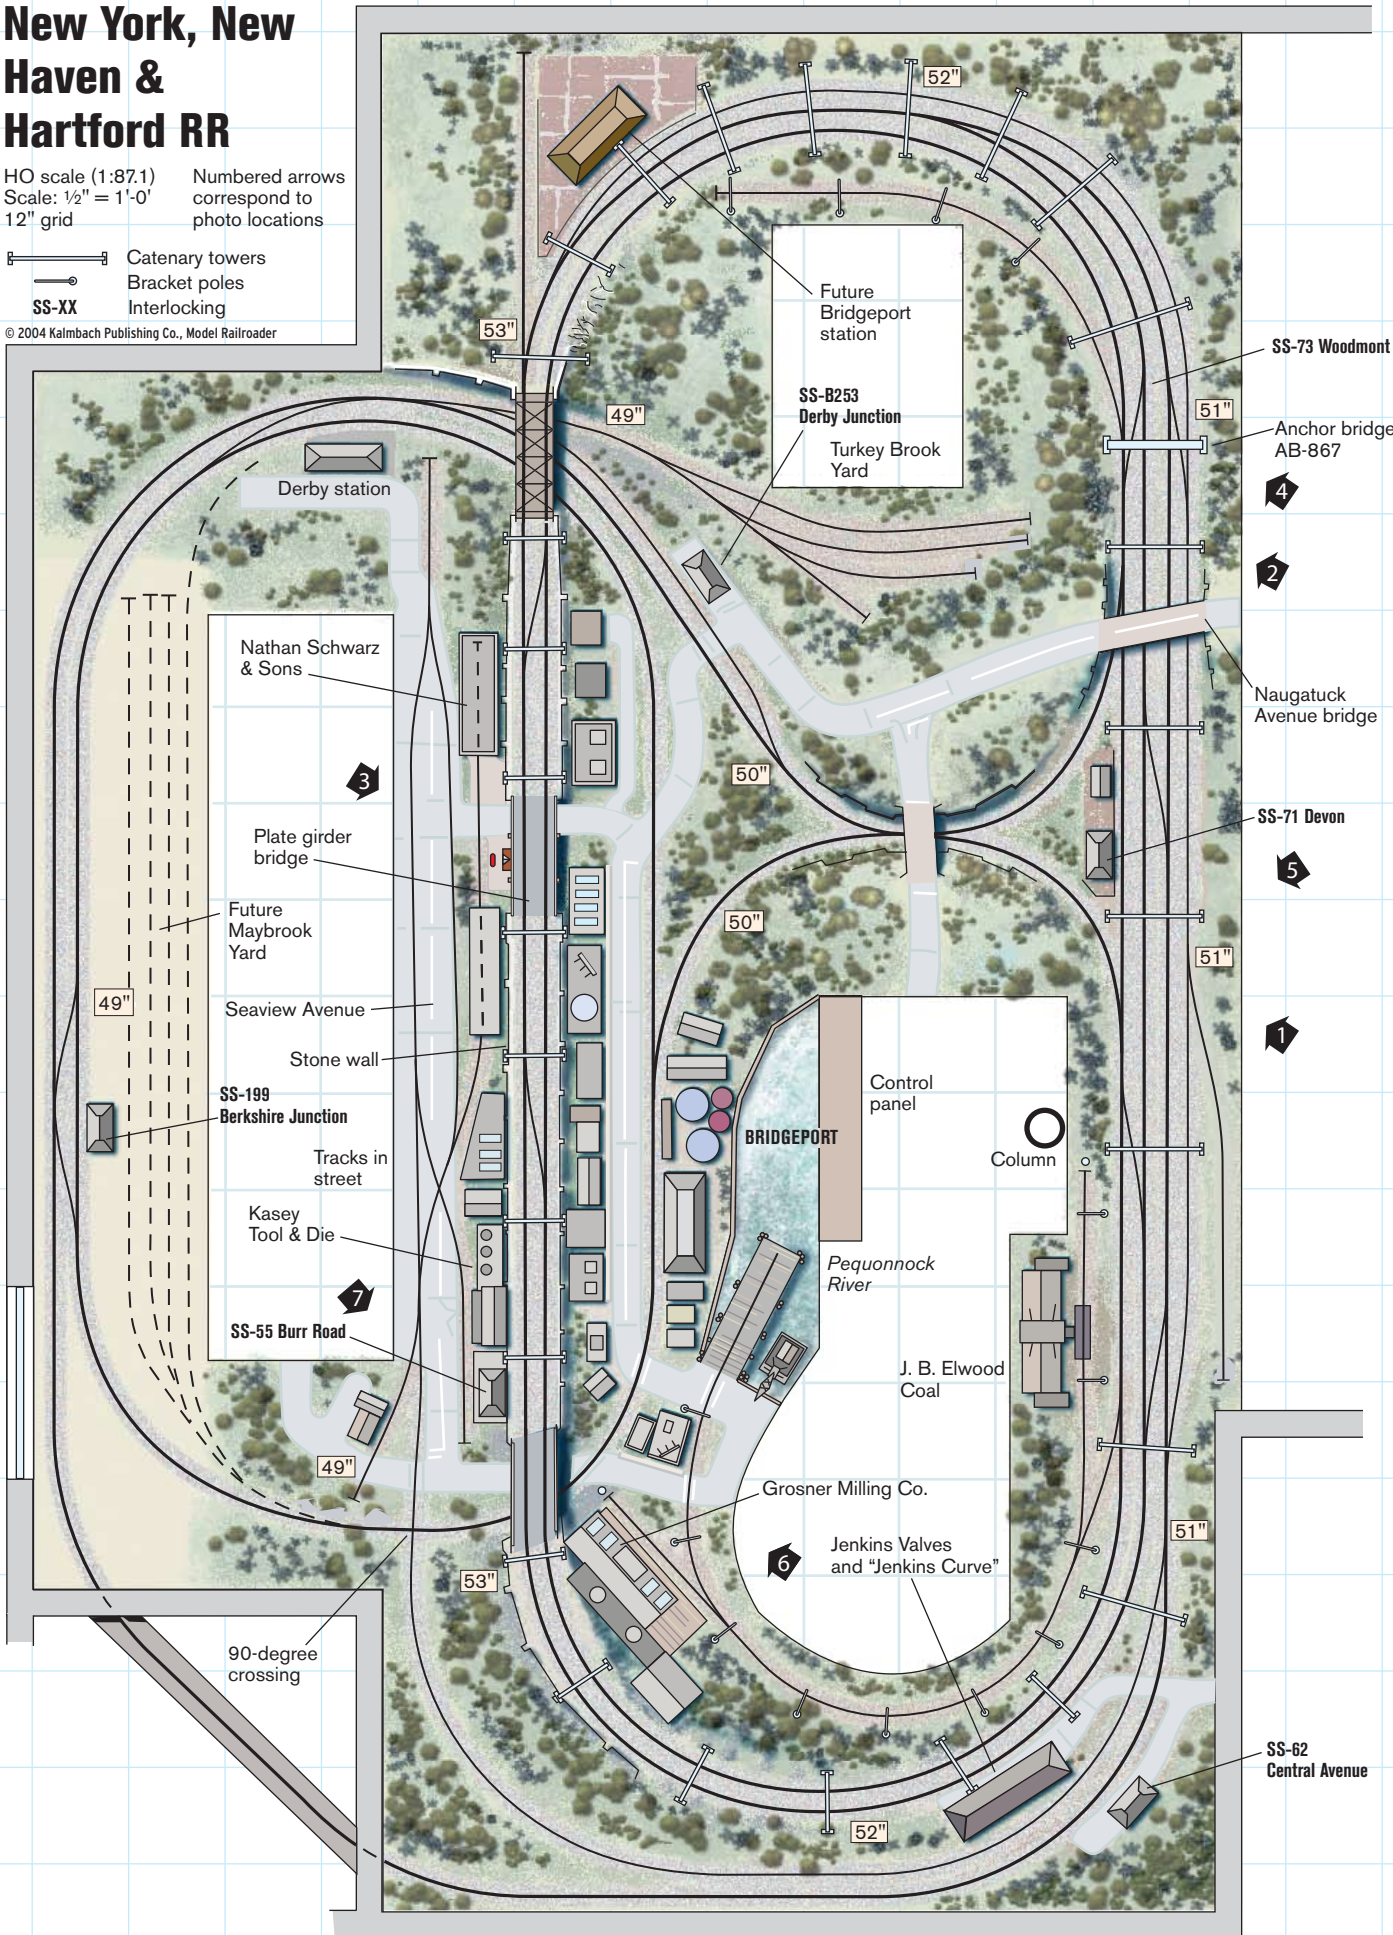 New York, New
Haven &
Hartford RR
HO scale (1:87.1)
Scale: ½" = 1'-0'
12" grid
Numbered arrows
correspond to
photo locations
Catenary towers
Bracket poles
SS-XX
Interlocking
© 2004 Kalmbach Publishing Co., Model Railroader
52"
53"
Future
Bridgeport
station
SS-73 Woodmont
SS-B253
Derby Junction
49"
51"
Anchor bridge
AB-867
Turkey Brook
Yard
Derby station
4
2
Nathan Schwarz
& Sons
Naugatuck
Avenue bridge
3
50"
SS-71 Devon
Plate girder
bridge
5
Future
Maybrook
Yard
50"
51"
49"
Seaview Avenue
1
Stone wall
Control
panel
SS-199
Berkshire Junction
BRIDGEPORT
Column
Tracks in
street
Kasey
Tool & Die
Pequonnock
River
7
SS-55 Burr Road
J. B. Elwood
Coal
49"
Grosner Milling Co.
51"
Jenkins Valves
and “Jenkins Curve”
6
53"
90-degree
crossing
SS-62
Central Avenue
52"